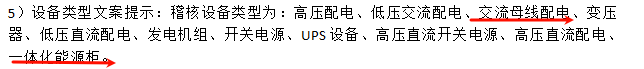 5）设备类型文案提示：稽核设备类型为：高压配电、低压交流配电、交流母线配电、变压
器、低压直流配电、发电机组、开关电源、UPS 设备、高压直流开关电源、高压直流配电、
一体化能源柜。